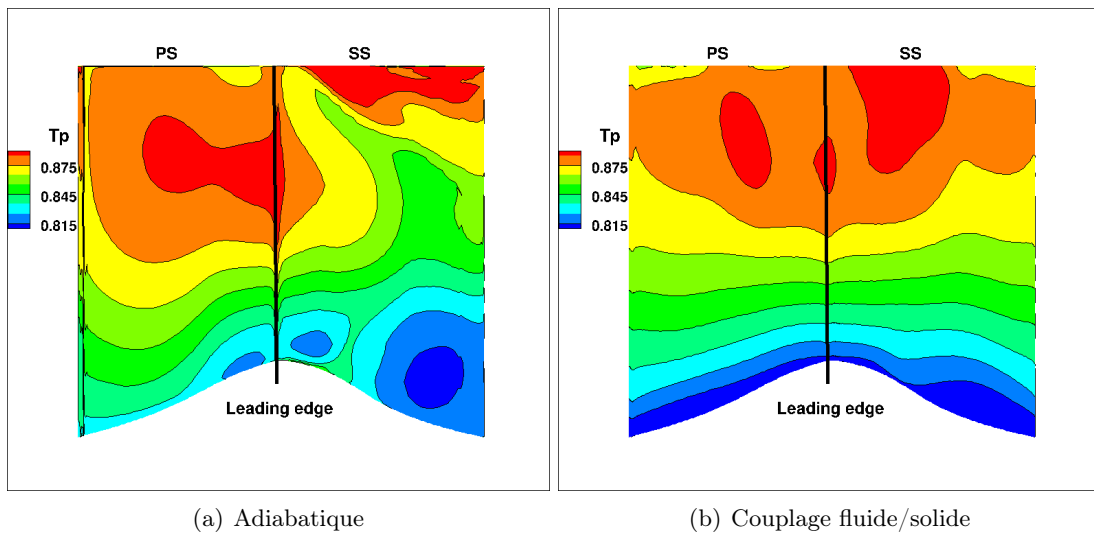 PS SS
Tp
0.875
0.845
0.815
Leading edge
(a) Adiabatique
PS SS
Tp
0.875
0.845
0.815
Leading edge
(b) Couplage fluide/solide